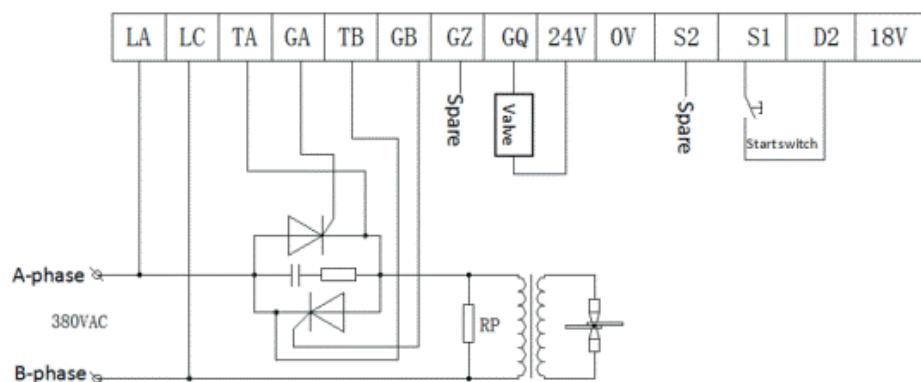 LA LC TA GA TB GB GZ GQ 24V 0V S2 S1 D2 18V
Spare
Valve
Spare
Startswitch
A-phase
380VAC
RP
B-phase